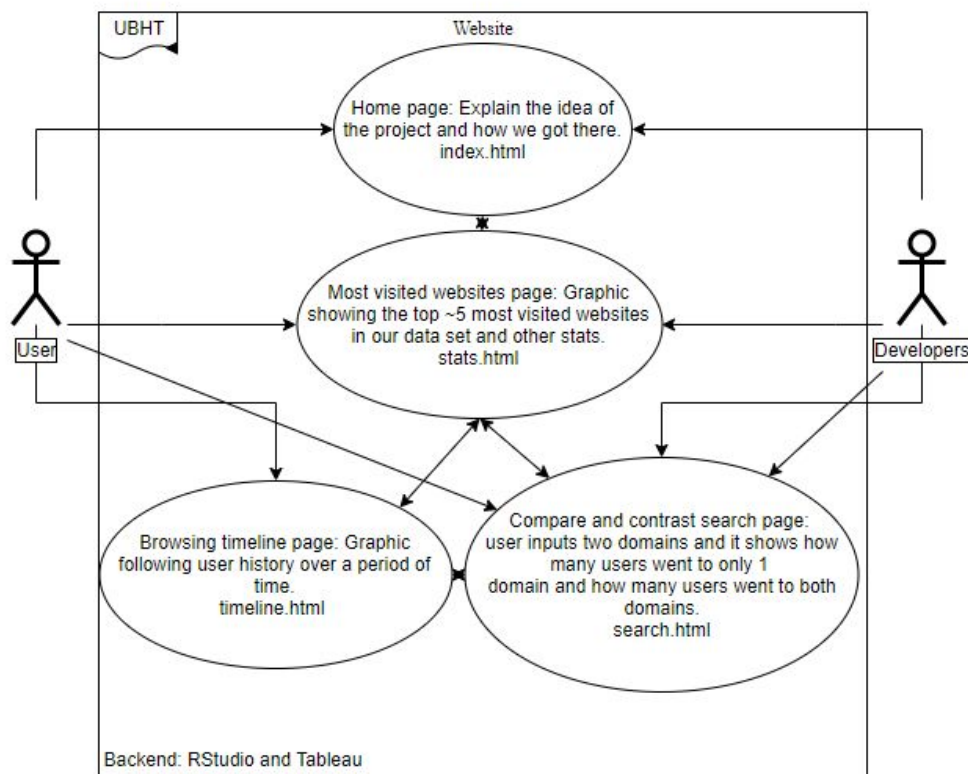 UBHT
Website
Home page: Explain the idea of
the project and how we got there.
index.html
Most visited websites page: Graphic
showing the top ~5 most visited websites
in our data set and other stats.
stats.html
User
Developers
Browsing timeline page: Graphic
following user history over a period of
time.
timeline.html
Compare and contrast search page:
user inputs two domains and it shows how
many users went to only 1
domain and how many users went to both
domains.
search.html
Backend: RStudio and Tableau